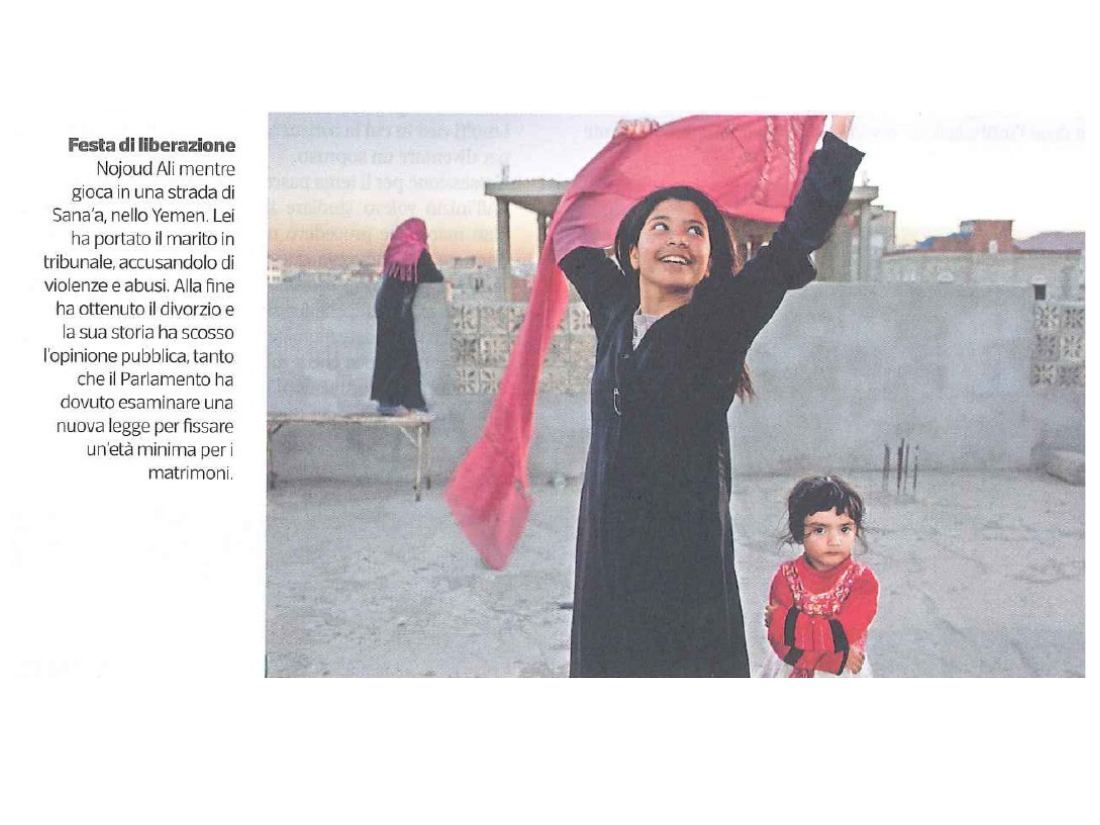 Festa di liberazione
Nojoud Ali mentre
gioca in una strada di
Sana’a, nello Yemen. Lei
ha portato il marito in
tribunale, accusandolo di
violenze e abusi. Alla fine
ha ottenuto il divorzio e
la sua storia ha scosso
l’opinione pubblica, tanto
che il Parlamento ha
dovuto esaminare una
nuova legge per fissare
un’età minima per i
matrimoni.